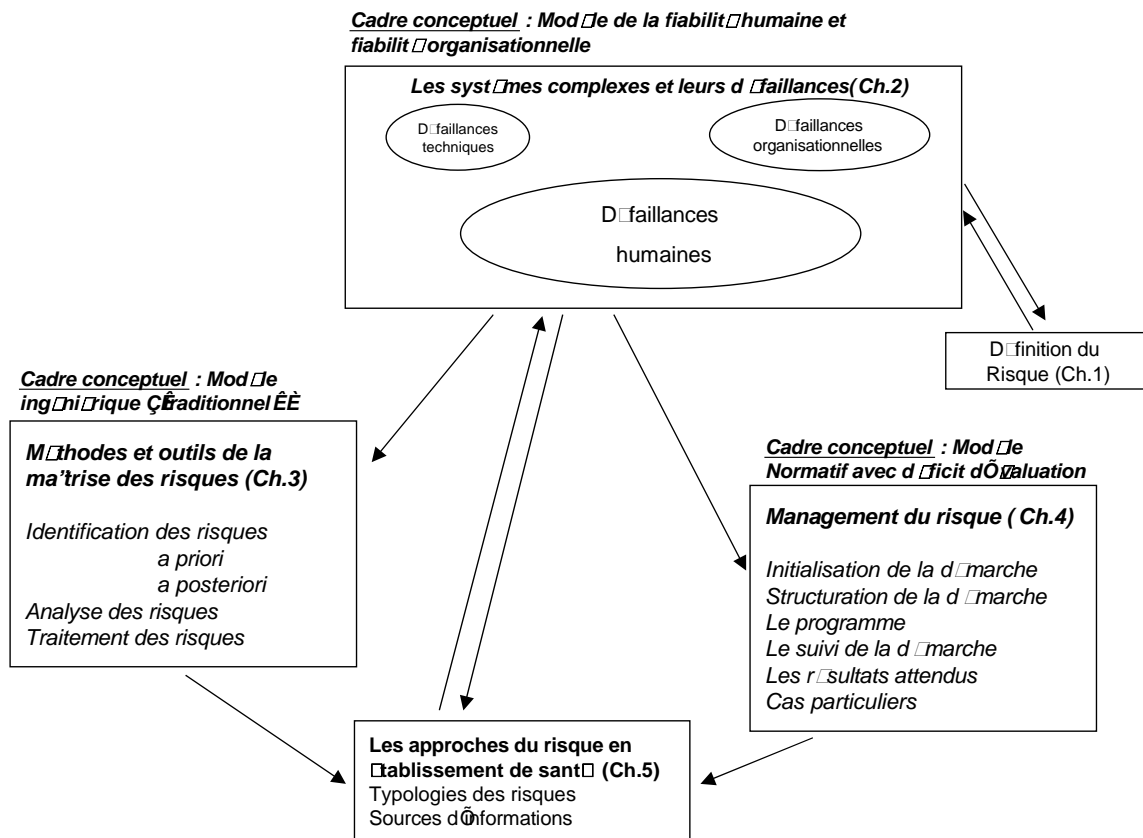 Cadre conceptuel : Mod□le de la fiabilit□humaine et
fiabilit□organisationnelle
Les syst□mes complexes et leurs d□faillances(Ch.2)
D□faillances
techniques
D□faillances
organisationnelles
D□faillances
humaines
D□finition du
Risque (Ch.1)
Cadre conceptuel : Mod□le
ing□ni□rique ÇÊtraditionnelÊÈ
M□thodes et outils de la
ma’trise des risques (Ch.3)
Identification des risques
a priori
a posteriori
Analyse des risques
Traitement des risques
Cadre conceptuel : Mod□le
Normatif avec d□ficit dÕ□valuation
Management du risque ( Ch.4)
Initialisation de la d□marche
Structuration de la d□marche
Le programme
Le suivi de la d□marche
Les r□sultats attendus
Cas particuliers
Les approches du risque en
□tablissement de sant□ (Ch.5)
Typologies des risques
Sources dÕinformations